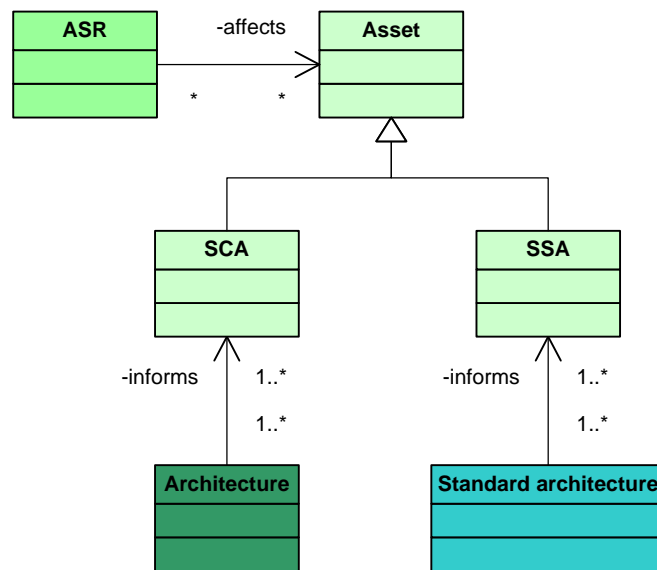 ASR
-affects
Asset
* *
SCA
SSA
-informs 1..*
-informs 1..*
1..*
1..*
Architecture
Standard architecture